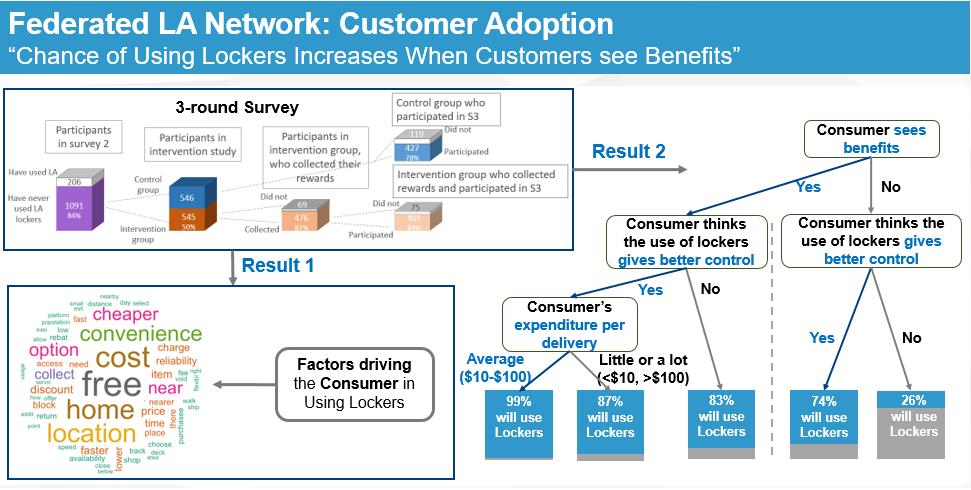 Federated LA Network: Customer Adoption
“Chance of Using Lockers Increases When Customers see Benefits”
3-round Survey
Participants
in survey 2
Have used LA
206
Have never
used LA
lockers
1091
84%
Participants in
intervention study
Control
group
546
545
50%
Intervention
group
Participants in
intervention group,
who collected their
rewards
Did not
69
476
87%
Collected
Control group who
participated in S3
119
Did not
427
78%
Participated
Intervention group who collected
rewards and participated in S3
Did not
75
401
84%
Participated
Result 1
Result 2
nearby
small distance day select
mrt
platform fast cheaper
population
easy low convenience
allow rebat
option cost charge
access need reliability
usage collect free item fee right
void flexibl
servic
discount near
how offer home nearer walk
block price ship
addit return time there
point location place purchases
speed choose
faster track deck
availability lower shop area
close
below
Factors driving
the Consumer in
Using Lockers
Consumer sees
benefits
Yes
No
Consumer thinks
the use of lockers
gives better control
Consumer thinks the
use of lockers gives
better control
Yes
No
Consumer’s
expenditure per
delivery
Yes
No
Average
($10-$100)
Little or a lot
(<$10, >$100)
99%
will use
Lockers
87%
will use
Lockers
83%
will use
Lockers
74%
will use
Lockers
26%
will use
Lockers